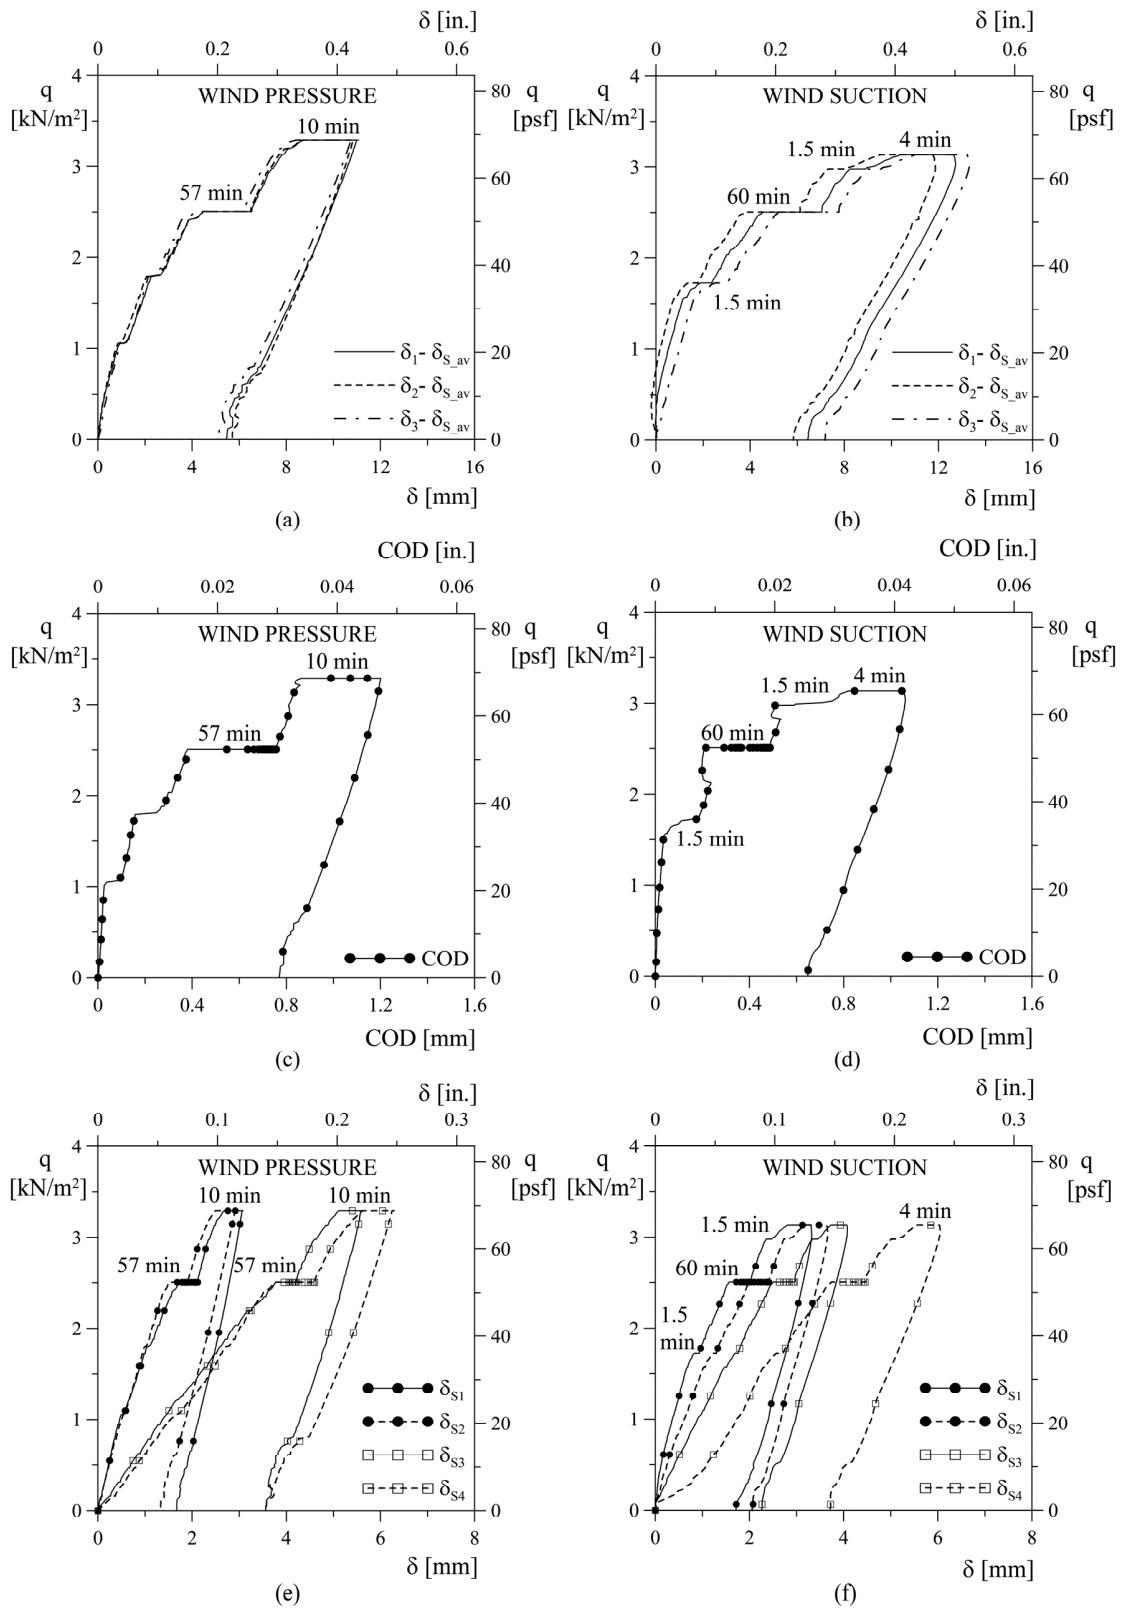 δ [in.] δ [in.]
0 0.2 0.4 0.6 0 0.2 0.4 0.6
4 80 4 80
q WIND PRESSURE q q WIND SUCTION q
[kN/m²] [psf] [kN/m²] [psf]
10 min 1.5 min 4 min
3 60 3 60
57 min 60 min
2 40 2 40
1.5 min
1 20 1 20
δ1- δS_av δ1- δS_av
δ2- δS_av δ2- δS_av
δ3- δS_av δ3- δS_av
0 0 0 0
0 4 8 12 16 0 4 8 12 16
δ [mm] δ [mm]
(a) (b)
COD [in.] COD [in.]
0 0.02 0.04 0.06 0 0.02 0.04 0.06
4 80 4 80
q WIND PRESSURE q q WIND SUCTION q
[kN/m²] [psf] [kN/m²] [psf]
10 min 1.5 min 4 min
3 60 3 60
57 min 60 min
2 40 2 40
1.5 min
1 20 1 20
COD COD
0 0 0 0
0 0.4 0.8 1.2 1.6 0 0.4 0.8 1.2 1.6
COD [mm] COD [mm]
(c) (d)
δ [in.] δ [in.]
0 0.1 0.2 0.3 0 0.1 0.2 0.3
4 80 4 80
q WIND PRESSURE q q WIND SUCTION q
[kN/m²] [psf] [kN/m²] [psf]
10 min 10 min 1.5 min 4 min
3 60 3 60
57 min 57 min 60 min
2 40 2 40
1.5
min
δS1 δS1
1 20 1 20
δS2 δS2
δS3 δS3
δS4 δS4
0 0 0 0
0 2 4 6 8 0 2 4 6 8
δ [mm] δ [mm]
(e) (f)